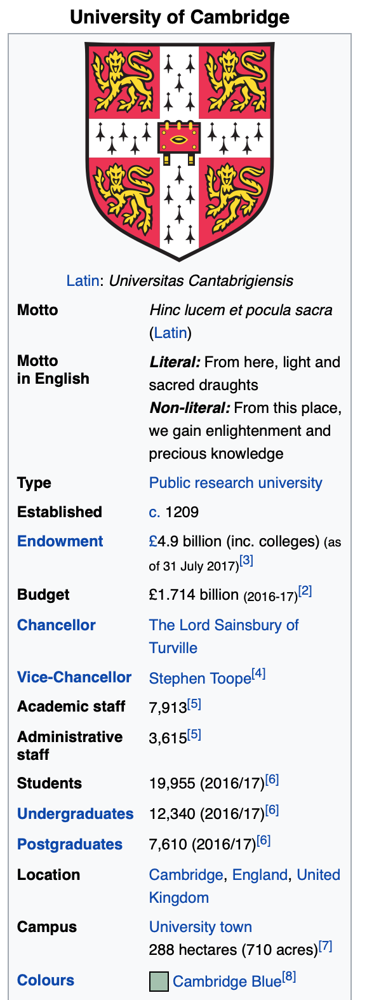 University of Cambridge
Latin: Universitas Cantabrigiensis
Motto Hinc lucem et pocula sacra
(Latin)
Motto
in English
Literal: From here, light and
sacred draughts
Non-literal: From this place,
we gain enlightenment and
precious knowledge
Type Public research university
Established c. 1209
Endowment £4.9 billion (inc. colleges) (as
of 31 July 2017)[3]
Budget £1.714 billion (2016-17)[2]
Chancellor The Lord Sainsbury of
Turville
Vice-Chancellor Stephen Toope[4]
Academic staff 7,913[5]
Administrative
staff
3,615[5]
Students 19,955 (2016/17)[6]
Undergraduates 12,340 (2016/17)[6]
Postgraduates 7,610 (2016/17)[6]
Location Cambridge, England, United
Kingdom
Campus University town
288 hectares (710 acres)[7]
Colours Cambridge Blue[8]